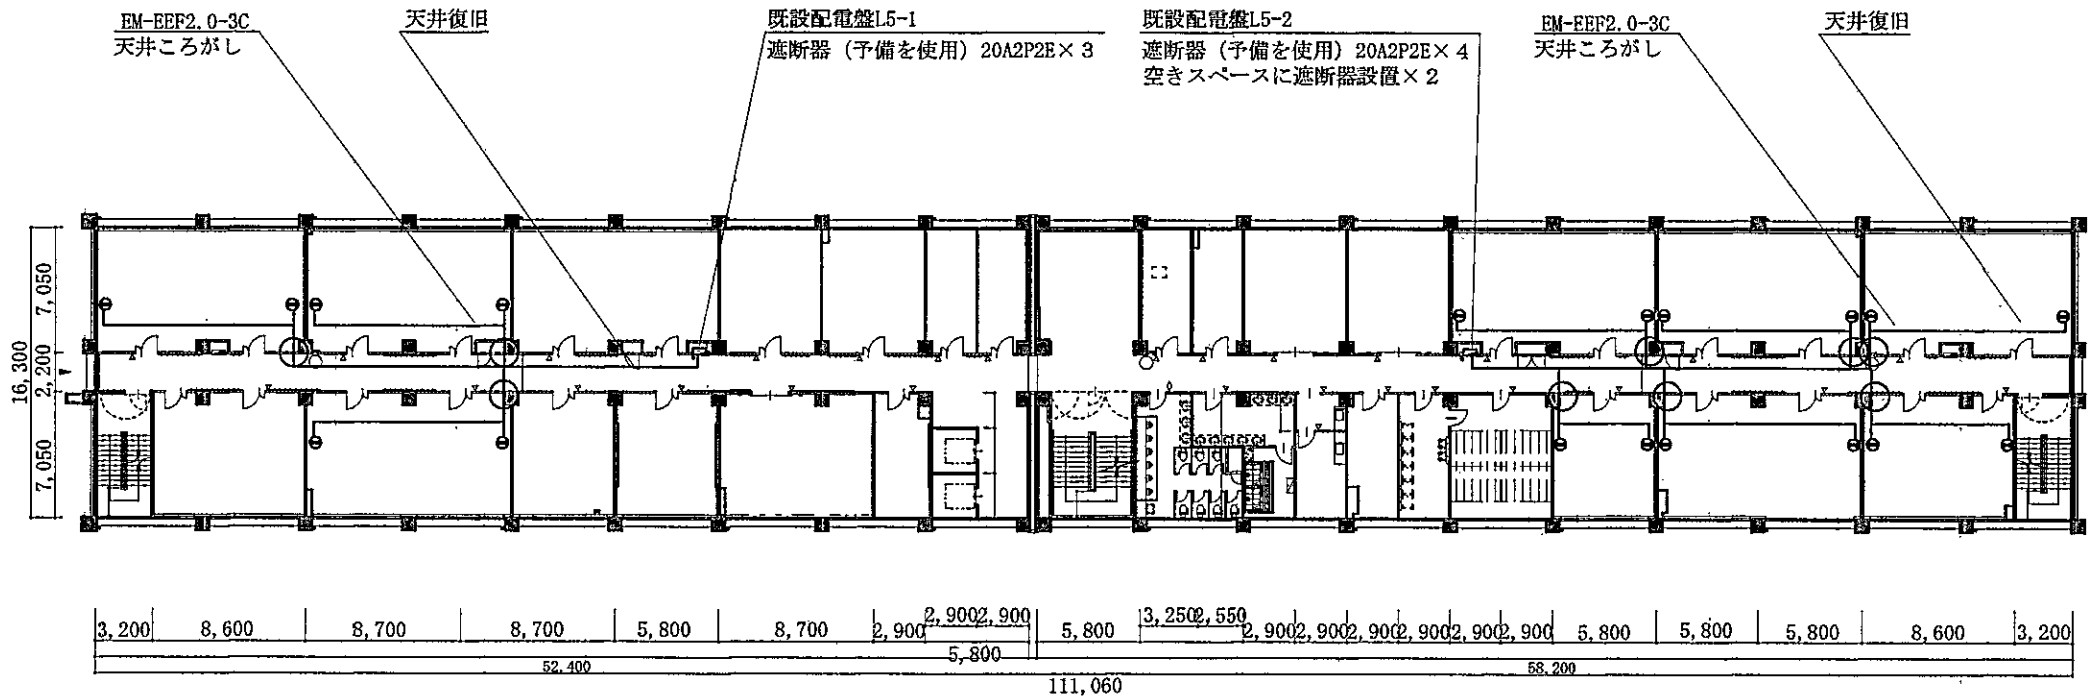 EM-EEF2.0-3C
天井ころがし
天井復旧
既設配電盤L5-1
遮断器（予備を使用）20A2P2E×３
既設配電盤L5-2
遮断器（予備を使用）20A2P2E×４
空きスペースに遮断器設置×２
EM-EEF2.0-3C
天井ころがし
天井復旧
7,050
2,200
7,050
16,300
3,200
8,600
8,700
8,700
5,800
8,700
2,900
2,900
2,900
5,800
5,800
3,250
2,550
2,900
2,900
2,900
2,900
2,900
2,900
5,800
5,800
5,800
8,600
3,200
52,400
58,200
111,060